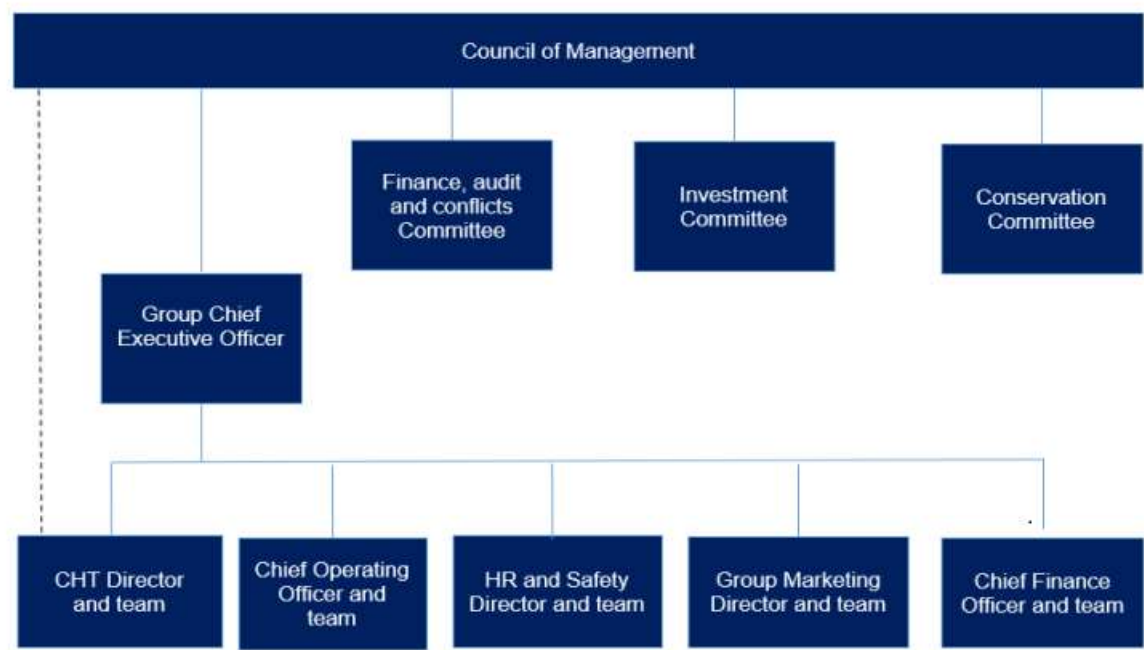 Council of Management
Finance, audit
and conflicts
Committee
Investment
Committee
Conservation
Committee
Group Chief
Executive Officer
CHT Director
and team
Chief Operating
Officer and
team
HR and Safety
Director and team
Group Marketing
Director and team
Chief Finance
Officer and team